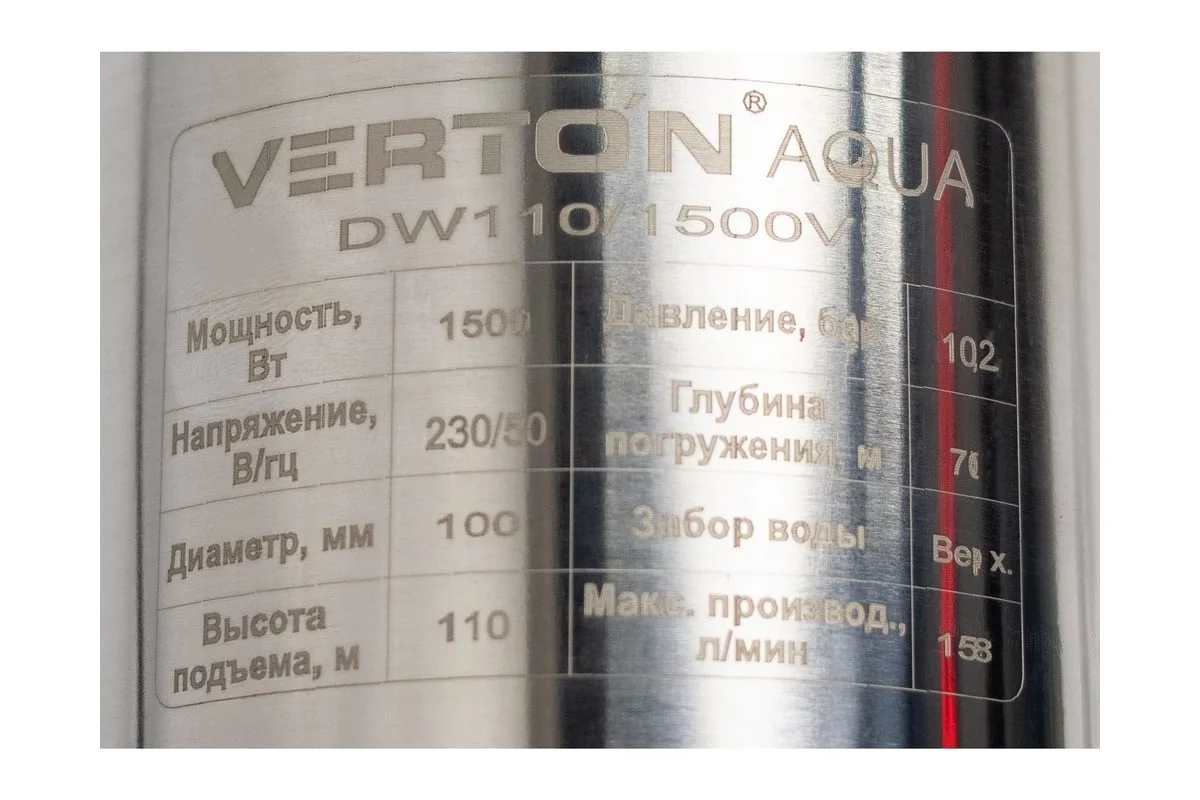 VERTÓN® AQUA
DW110/1500V
Мощность, 1500 Давление, бар 10,2
Вт
Напряжение, 230/50 Глубина
В/гц погружения, м 70
Диаметр, мм 100 Забор воды Верх.
Высота 110 Макс. производ., 158
подъема, м л/мин